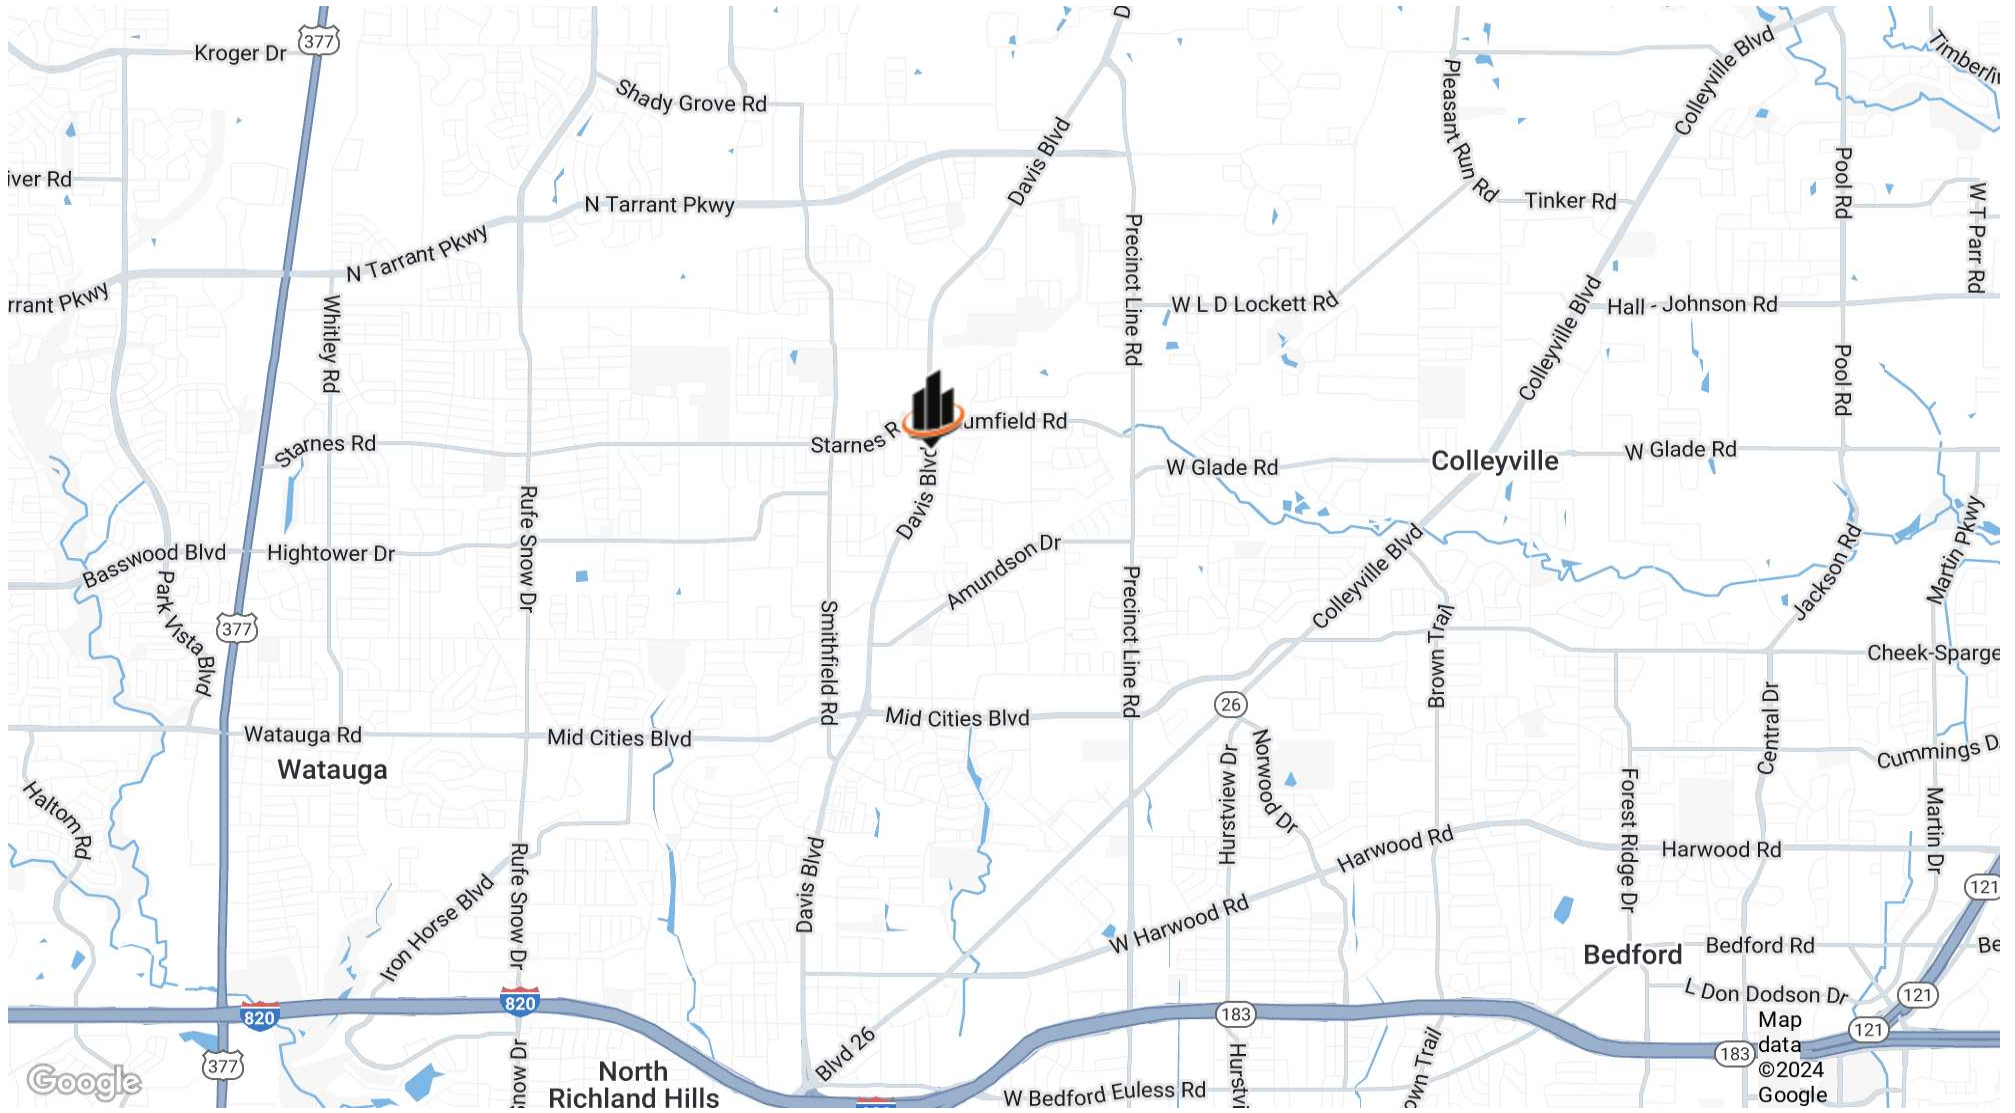 D
377
Kroger Dr
Colleyville Blvd
Timberli
Shady Grove Rd
Pleasant Run Rd
Davis Blvd
iver Rd
Pool Rd
Tinker Rd
W T Parr Rd
N Tarrant Pkwy
N Tarrant Pkwy
Precinct Line Rd
rrant Pkwy
Whitley Rd
W L D Lockett Rd
Colleyville Blvd
Hall - Johnson Rd
Pool Rd
Starnes Rd
Starnes R
umfield Rd
W Glade Rd
Colleyville
W Glade Rd
Davis Blvd
Rufe Snow Dr
Basswood Blvd
Hightower Dr
Amundson Dr
Colleyville Blvd
Jackson Rd
Martin Pkwy
Park Vista Blvd
377
Smithfield Rd
Precinct Line Rd
Brown Trail
Cheek-Sparge
26
Central Dr
Mid Cities Blvd
Watauga Rd
Mid Cities Blvd
Watauga
Hurstview Dr
Norwood Dr
Cummings D
Haltom Rd
Forest Ridge Dr
Martin Dr
Harwood Rd
Harwood Rd
Davis Blvd
Rufe Snow Dr
Iron Horse Blvd
121
W Harwood Rd
Bedford
Bedford Rd
Be
L Don Dodson Dr
121
820
820
183
121
183
377
Google
North
Richland Hills
Snow Dr
Blvd 26
W Bedford Euless Rd
Hurstvi
own Trail
Map
data
©2024
Google